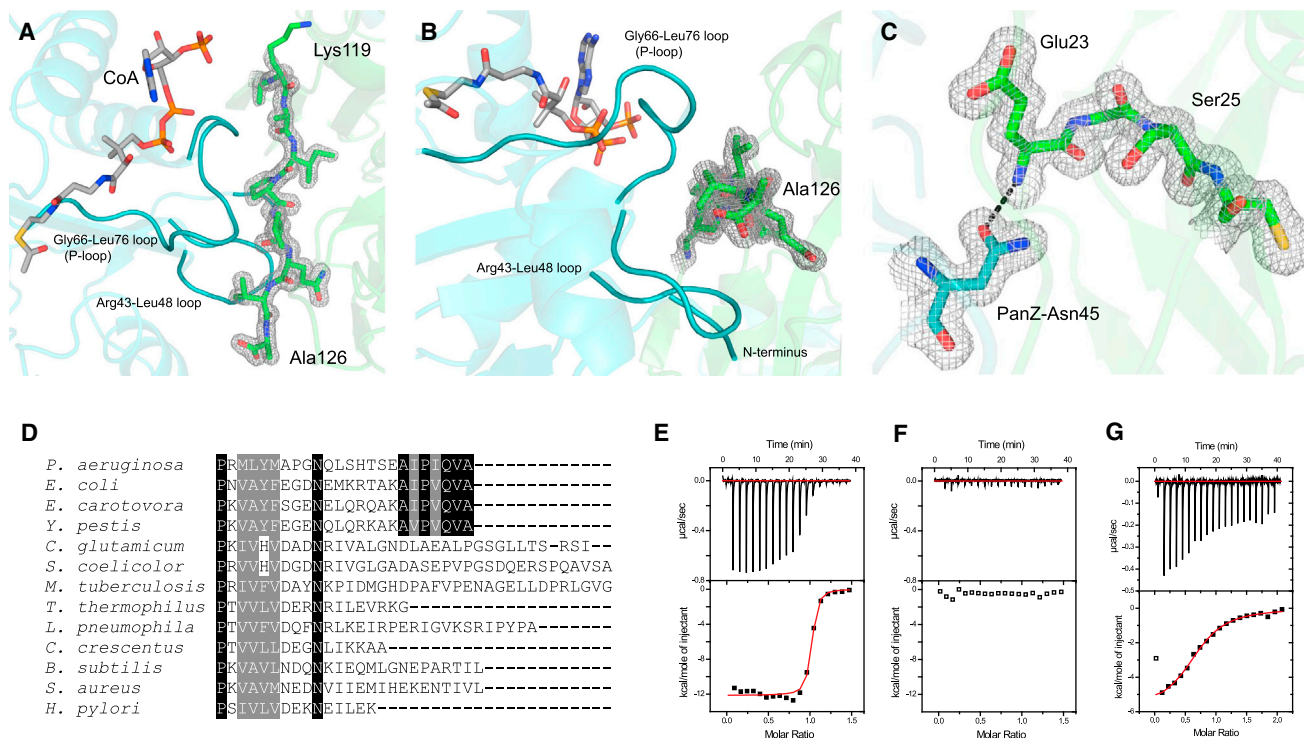 A
CoA
Lys119
Gly66-Leu76 loop
(P-loop)
Arg43-Leu48 loop
Ala126
B
Gly66-Leu76 loop
(P-loop)
Ala126
Arg43-Leu48 loop
N-terminus
C
Glu23
Ser25
PanZ-Asn45
D
P. aeruginosa PRMLYMAPGNQLSHTSEAIPIQVA-------------
E. coli PNVAYFEGDNEMKRTAKAIPVQVA-------------
E. carotovora PKVAYFSGDNELQRQAKAIPVQVA-------------
Y. pestis PKVAYFEGENELQRKAKAVPVQVA-------------
C. glutamicum PKIVHVDADNRIVALGNDLAEALPGSGLLTS-RSI--
S. coelicolor PRVVHVDGDNRIVGLGADASEPVPGSDQERSPQAVSA
M. tuberculosis PRIVFVDAYNKPIDMGHDPAFVPENAGELLDPRLGVG
T. thermophilus PTVVLVDERNRILEVRKG-------------------
L. pneumophila PTVVFVDQFNRLKEIRPERIGVKSRIPYPA-------
C. crescentus PTVVLLDEGNLIKKAA---------------------
B. subtilis PKVAVLNDQNKIEQMLGNEPARTIL------------
S. aureus PKVAVMNEDNVIIEMIHEKENTIVL------------
H. pylori PSIVLVDEKNEILEK----------------------
E
Time (min)
0 10 20 30 40
µcal/sec
0.0
-0.4
-0.8
kcal/mole of injectant
0
-4
-8
-12
0.0 0.5 1.0 1.5
Molar Ratio
F
Time (min)
0 10 20 30 40
µcal/sec
0.0
-0.4
-0.8
kcal/mole of injectant
0
-4
-8
-12
0.0 0.5 1.0 1.5
Molar Ratio
G
Time (min)
0 10 20 30 40
µcal/sec
0.0
-0.1
-0.2
-0.3
-0.4
-0.5
kcal/mole of injectant
0
-2
-4
-6
0.0 0.5 1.0 1.5 2.0
Molar Ratio